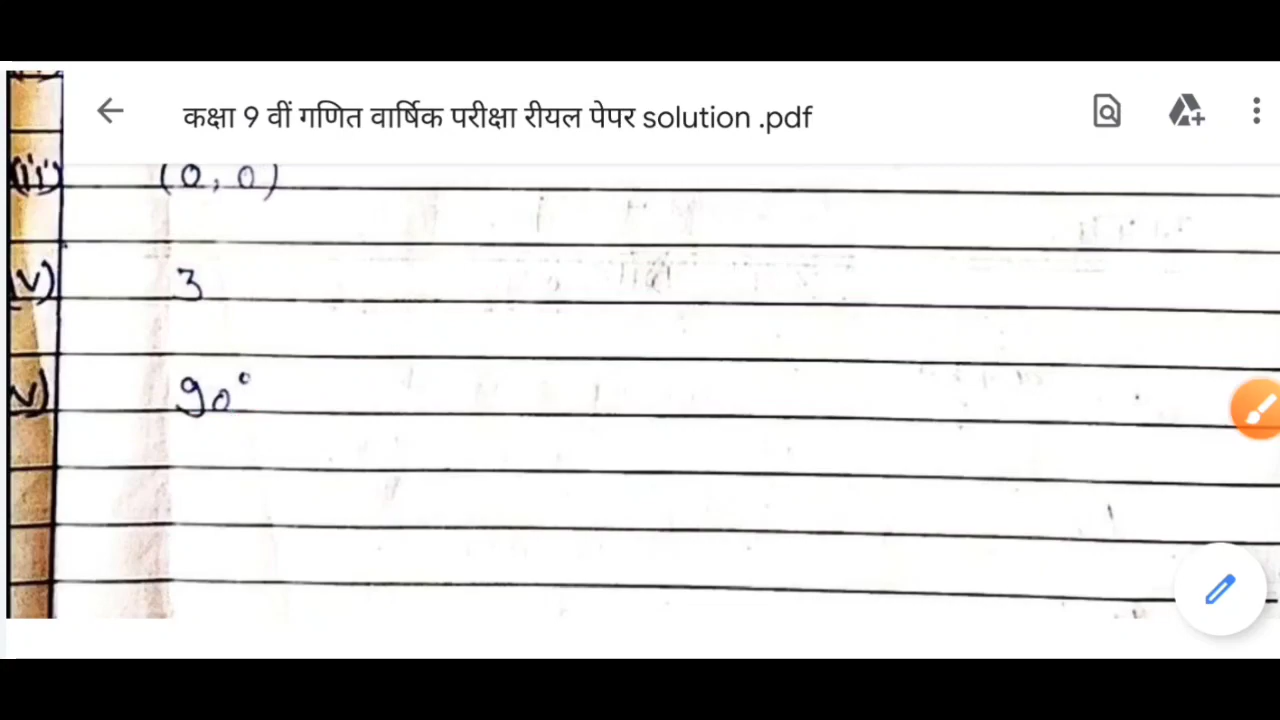 कक्षा 9 वीं गणित वार्षिक परीक्षा रीयल पेपर solution .pdf
(0, 0)
v) 3
v) 90°